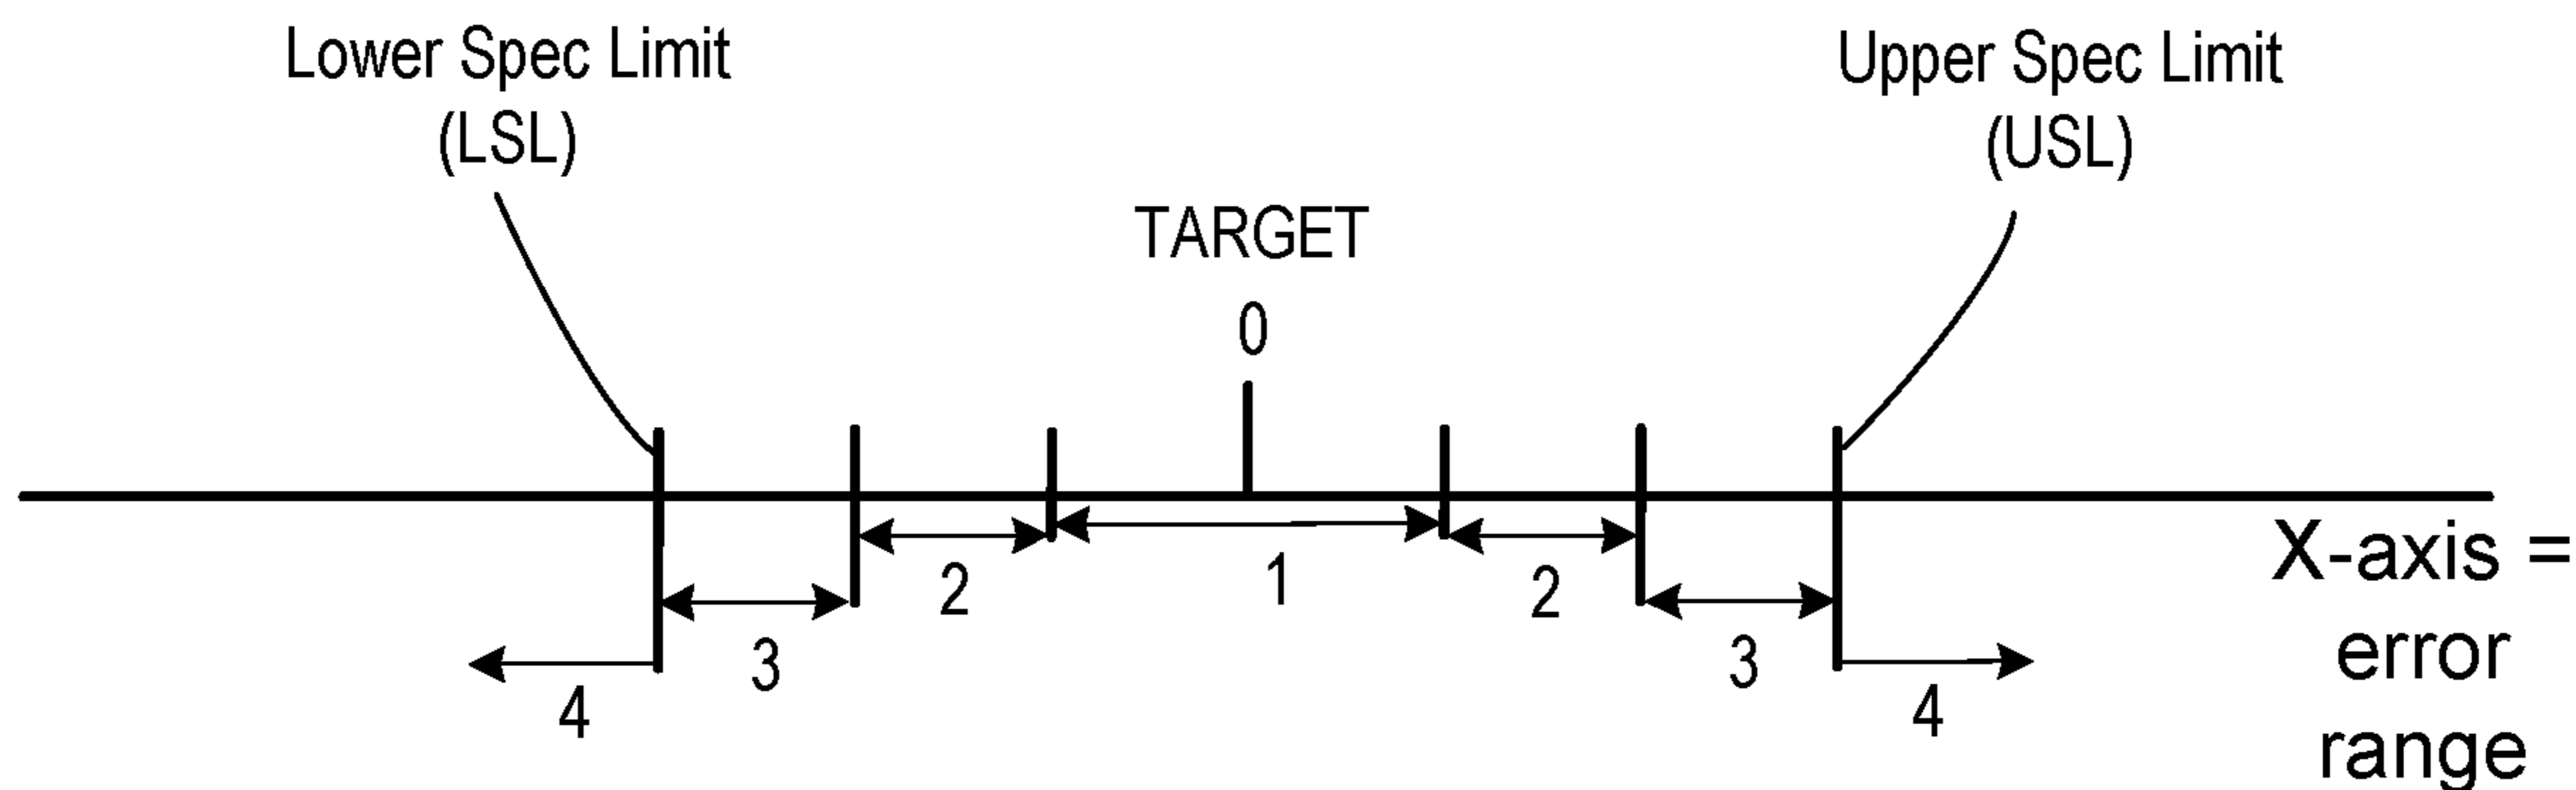 Lower Spec Limit
(LSL)
Upper Spec Limit
(USL)
TARGET
0
2
1
2
3
3
4
4
X-axis =
error
range